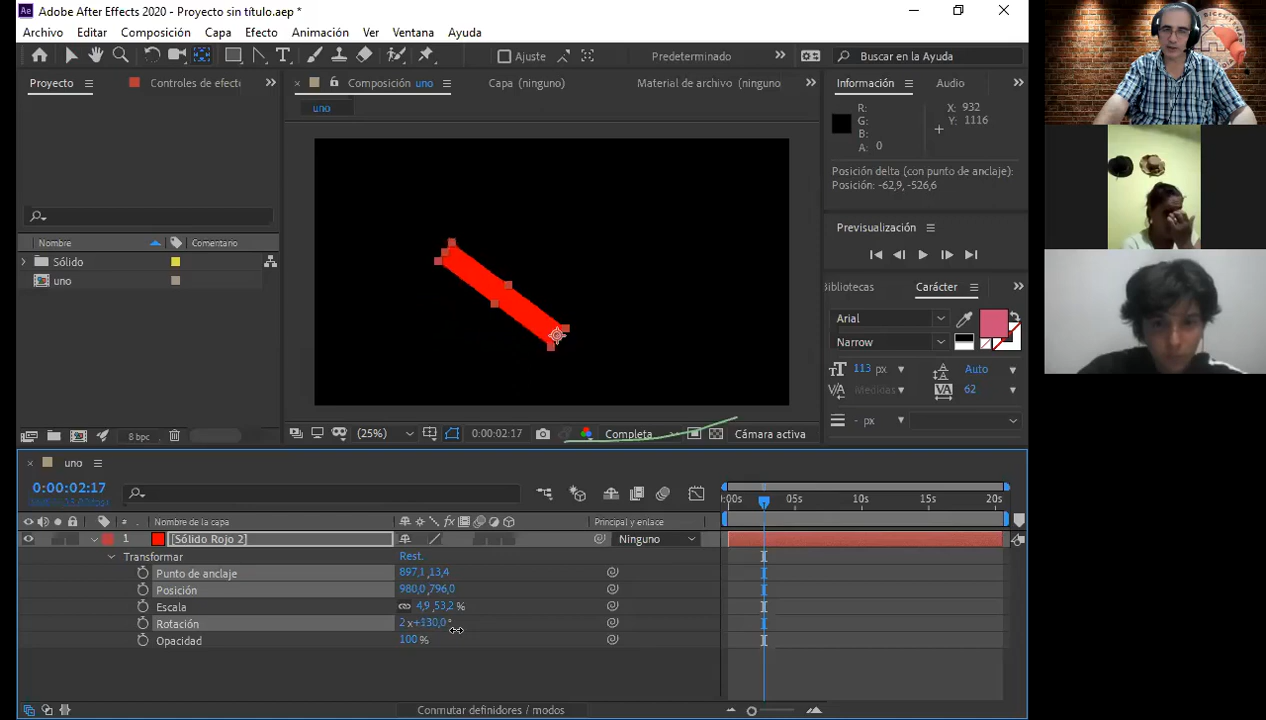 Adobe After Effects 2020 - Proyecto sin título.aep *
Archivo Edición Composición Capa Efecto Animación Ver Ventana Ayuda
Ajuste Predeterminado Buscar en la Ayuda
Proyecto Controles de efect
Composición uno Capa (ninguno) Material de archivo (ninguno
Información Audio
uno
R: X: 932
G: Y: 1116
B:
A: 0
Posición delta (con punto de anclaje):
Posición: -62,9, -526,6
Previsualización
Nombre Comentario
Sólido
uno
Bibliotecas Carácter
Arial
Narrow
113 px Auto
Medidas 62
- px
8 bpc
(25%) 0:00:02:17 Completa Cámara activa
uno
0:00:02:17
:00s 05s 10s 15s 20s
# Nombre de la capa Principal y enlace
1 [Sólido Rojo 2] Ninguno
Transformar Rest.
Punto de anclaje 897,1 ,13,4
Posición 980,0 ,796,0
Escala 4,9 ,53,2 %
Rotación 2 x+130,0 °
Opacidad 100 %
Conmutar definidores / modos